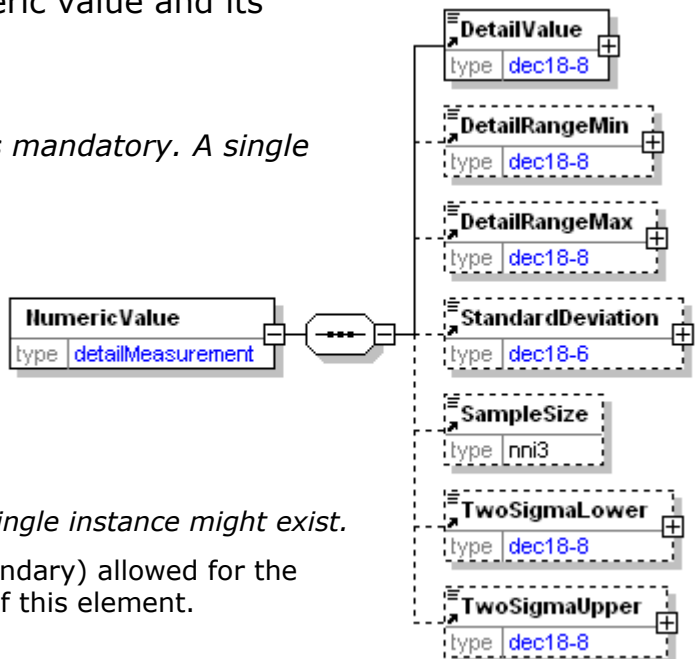 eric value and its
s mandatory. A single
ingle instance might exist.
ndary) allowed for the
f this element.
NumericValue
type detailMeasurement
DetailValue
type dec18-8
DetailRangeMin
type dec18-8
DetailRangeMax
type dec18-8
StandardDeviation
type dec18-6
SampleSize
type nni3
TwoSigmaLower
type dec18-8
TwoSigmaUpper
type dec18-8